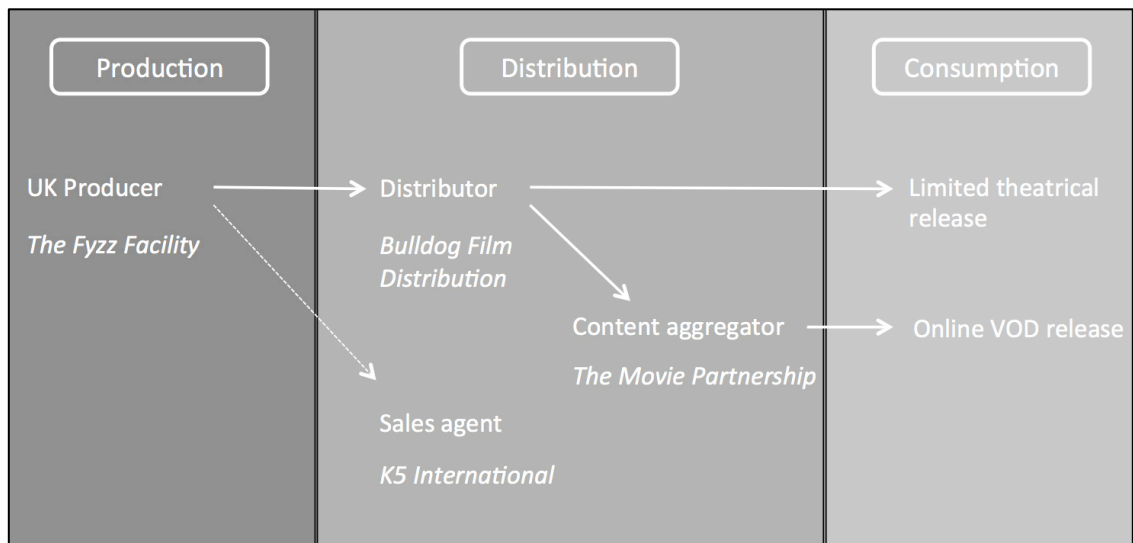 Production
Distribution
Consumption
UK Producer
The Fyzz Facility
Distributor
Bulldog Film
Distribution
Limited theatrical
release
Content aggregator
The Movie Partnership
Online VOD release
Sales agent
K5 International